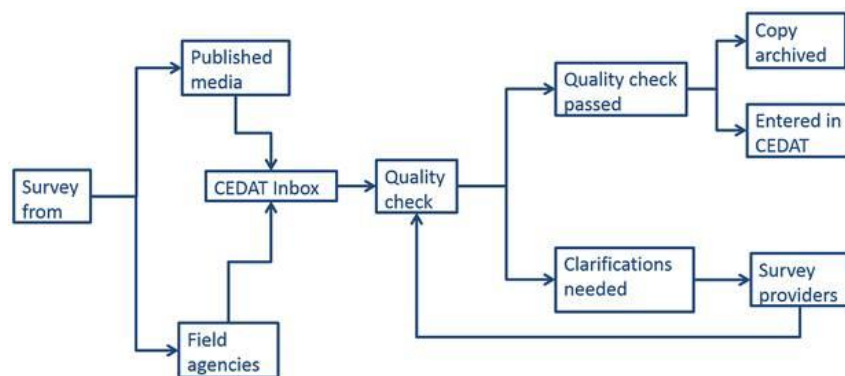 Published
media
Copy
archived
Quality check
passed
Entered in
CEDAT
Survey
from
CEDAT Inbox
Quality
check
Clarifications
needed
Survey
providers
Field
agencies